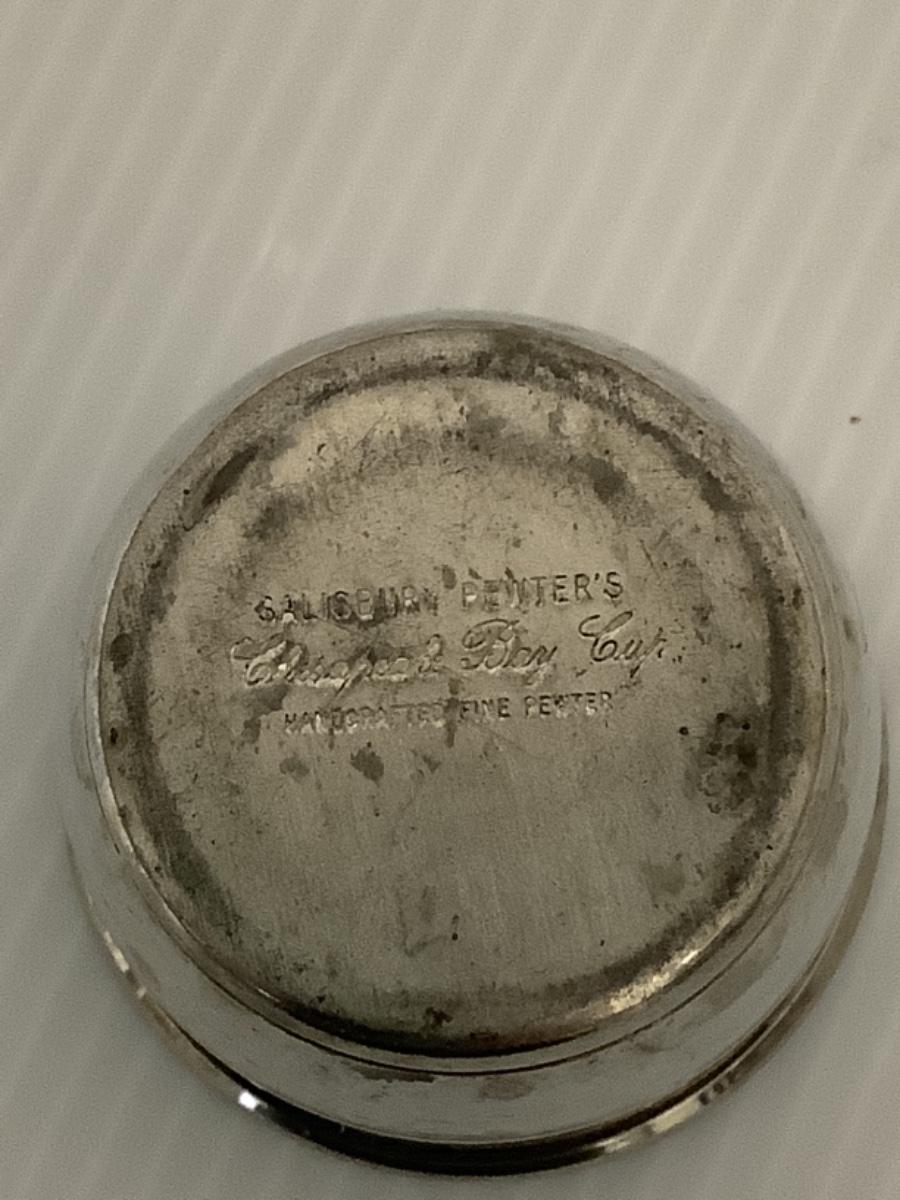 SALISBURY PEWTER'S
Chesapeake Bay Cup
HANDCRAFTED FINE PEWTER